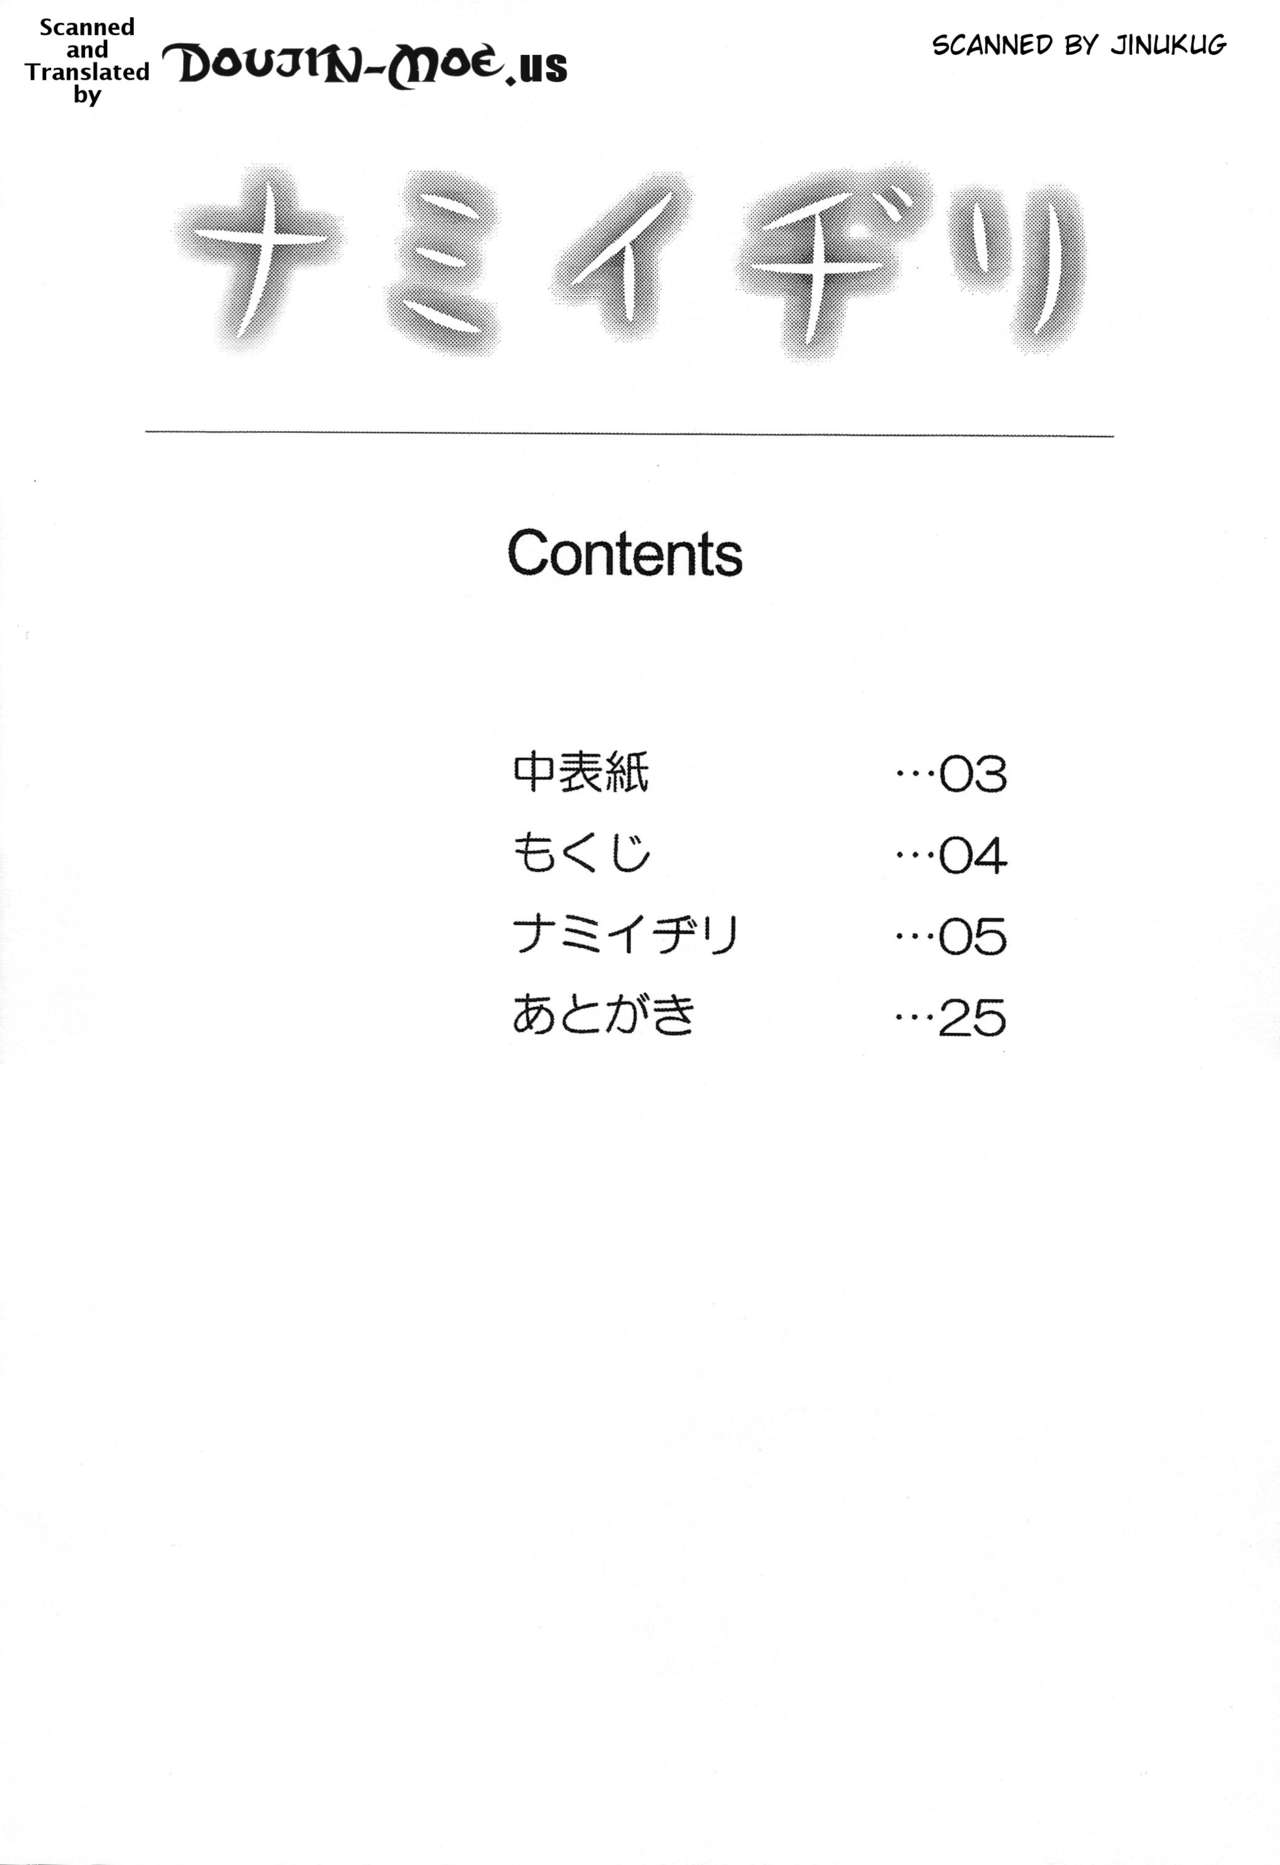 Scanned
and
Translated
by
DOUJIN-MOE.us
SCANNED BY JINUKUG
ナミイヂリ
Contents
中表紙 …03
もくじ …04
ナミイヂリ …05
あとがき …25